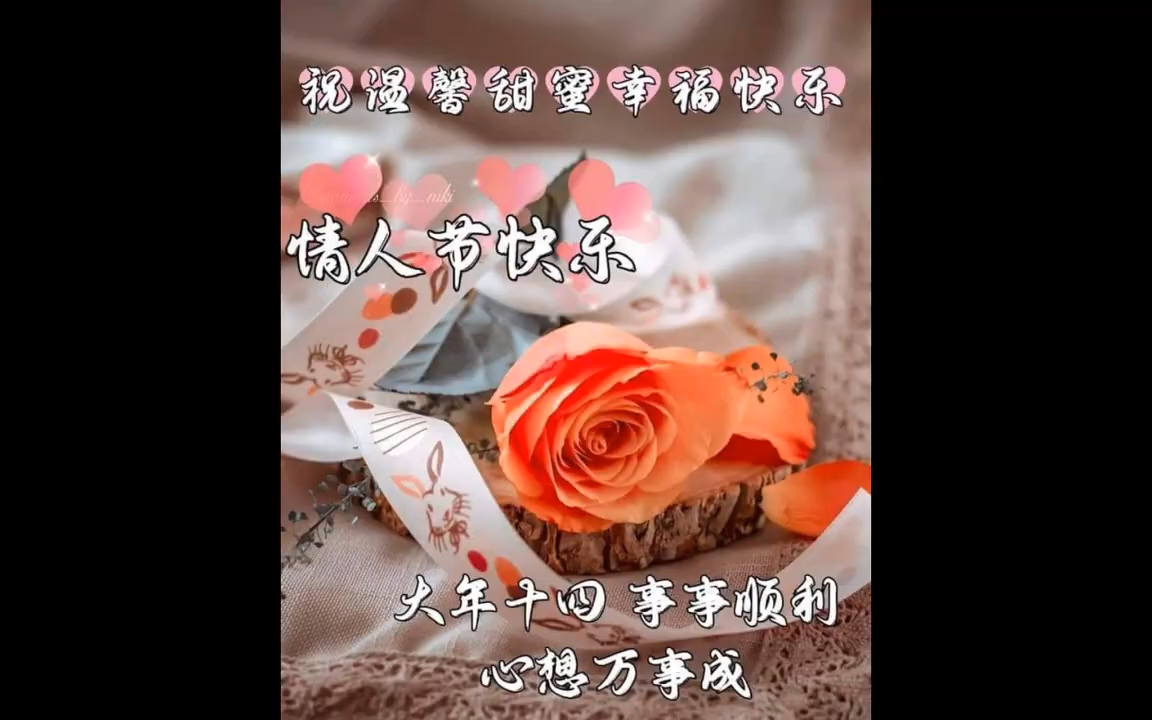 祝温馨甜蜜幸福快乐
情人节快乐
大年十四 事事顺利
心想万事成